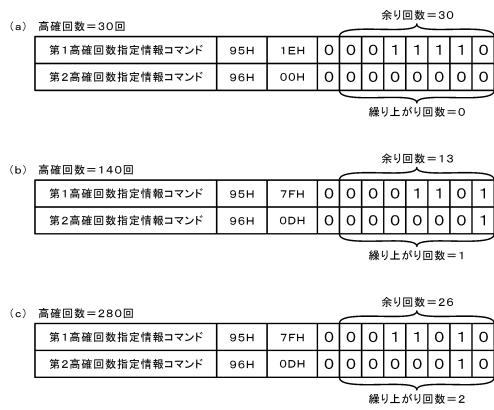 (a) 高確回数=30回
余り回数=30
第1高確回数指定情報コマンド 95H 1EH 0 0 0 1 1 1 1 0
第2高確回数指定情報コマンド 96H 00H 0 0 0 0 0 0 0 0
繰り上がり回数=0
(b) 高確回数=140回
余り回数=13
第1高確回数指定情報コマンド 95H 7FH 0 0 0 0 1 1 0 1
第2高確回数指定情報コマンド 96H 0DH 0 0 0 0 0 0 0 1
繰り上がり回数=1
(c) 高確回数=280回
余り回数=26
第1高確回数指定情報コマンド 95H 7FH 0 0 0 1 1 0 1 0
第2高確回数指定情報コマンド 96H 0DH 0 0 0 0 0 0 1 0
繰り上がり回数=2